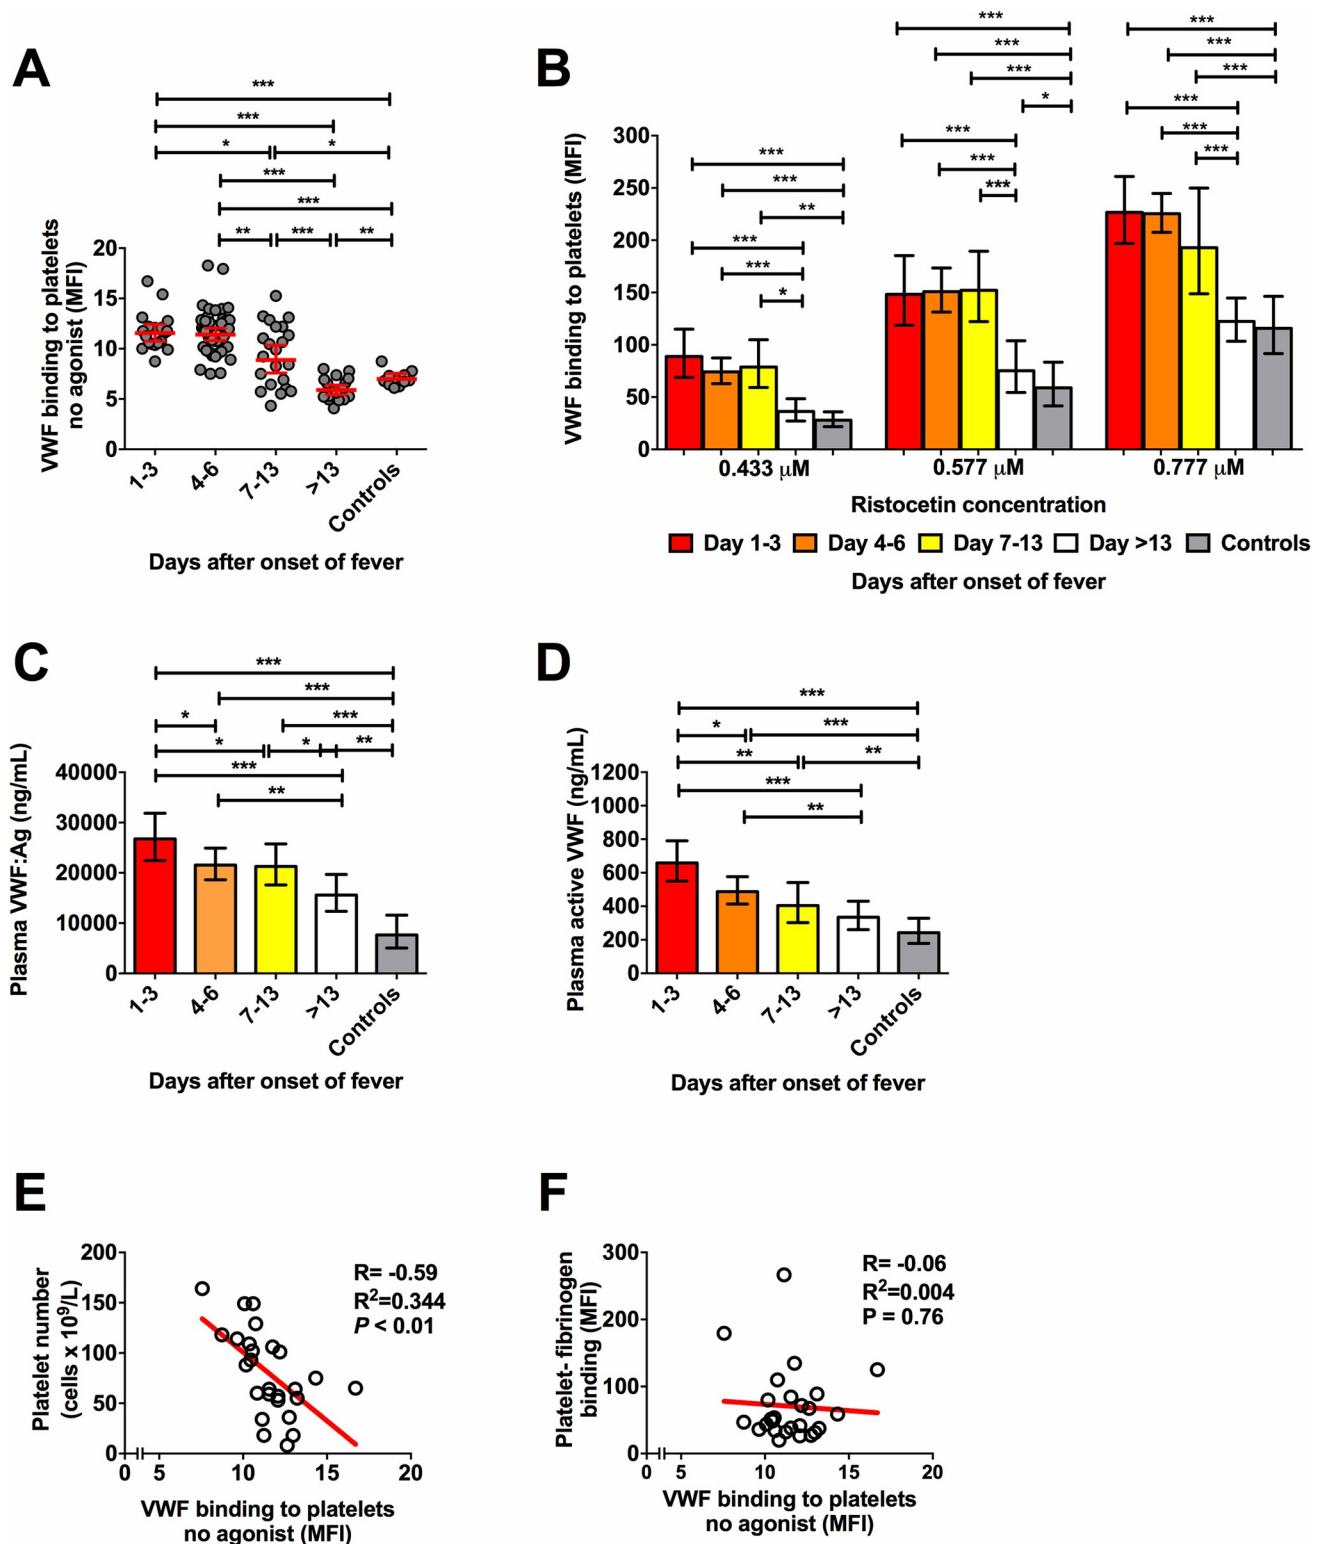 A
***
***
* *
***
***
** *** **
VWF binding to platelets
no agonist (MFI)
20
15
10
5
0
1-3 4-6 7-13 >13 Controls
Days after onset of fever
B
*** ***
*** ***
*** ***
* ***
*** ***
*** ***
***
***
***
**
***
***
*
VWF binding to platelets (MFI)
300
250
200
150
100
50
0
0.433 μM 0.577 μM 0.777 μM
Ristocetin concentration
Day 1-3 Day 4-6 Day 7-13 Day >13 Controls
Days after onset of fever
C
***
***
* ***
* * **
***
**
Plasma VWF:Ag (ng/mL)
40000
30000
20000
10000
0
1-3 4-6 7-13 >13 Controls
Days after onset of fever
D
***
* ***
** **
***
**
Plasma active VWF (ng/mL)
1200
1000
800
600
400
200
0
1-3 4-6 7-13 >13 Controls
Days after onset of fever
E
Platelet number
(cells x 10⁹/L)
200
150
100
50
0
R= -0.59
R²=0.344
P < 0.01
0 5 10 15 20
VWF binding to platelets
no agonist (MFI)
F
Platelet- fibrinogen
binding (MFI)
300
200
100
0
R= -0.06
R²=0.004
P = 0.76
0 5 10 15 20
VWF binding to platelets
no agonist (MFI)